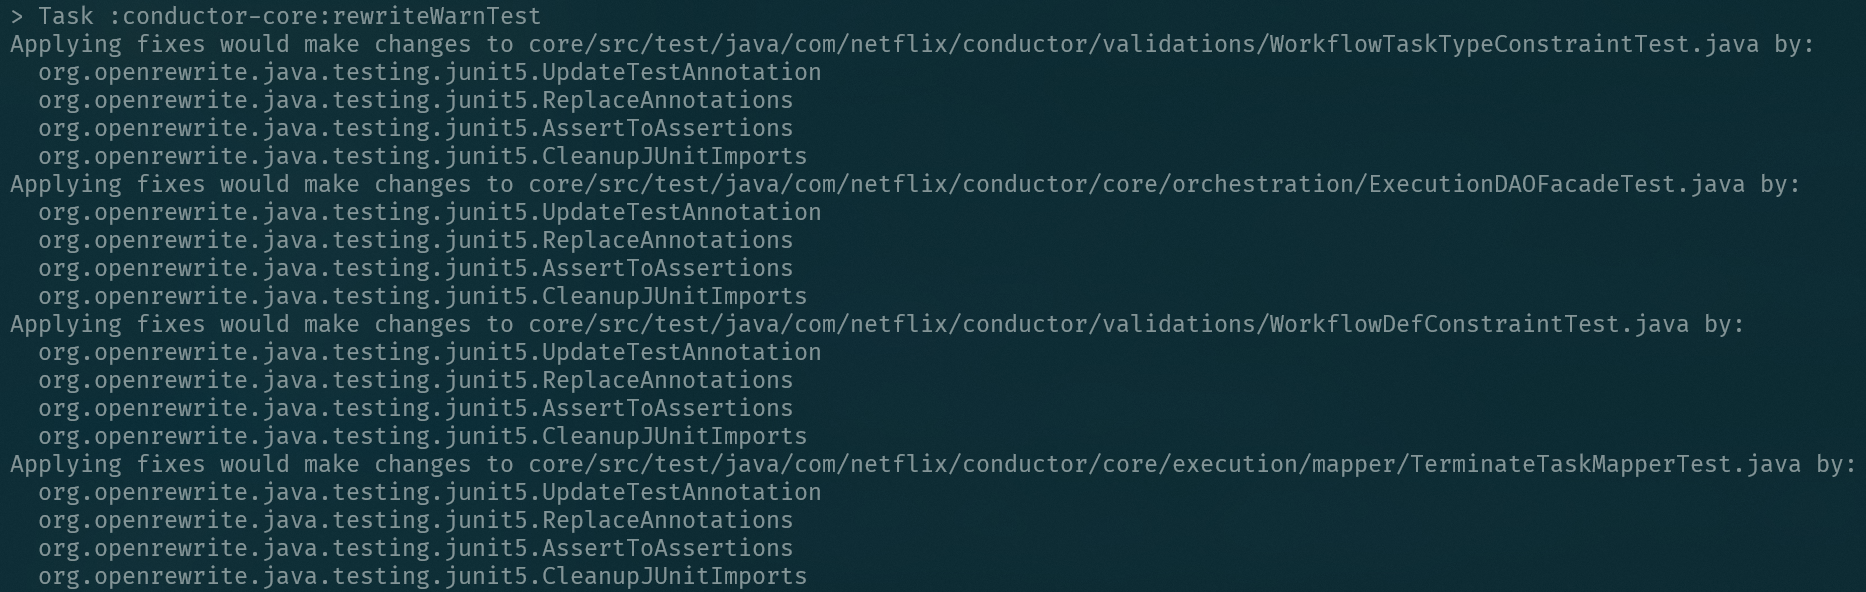 > Task :conductor-core:rewriteWarnTest
Applying fixes would make changes to core/src/test/java/com/netflix/conductor/validations/WorkflowTaskTypeConstraintTest.java by:
  org.openrewrite.java.testing.junit5.UpdateTestAnnotation
  org.openrewrite.java.testing.junit5.ReplaceAnnotations
  org.openrewrite.java.testing.junit5.AssertToAssertions
  org.openrewrite.java.testing.junit5.CleanupJUnitImports
Applying fixes would make changes to core/src/test/java/com/netflix/conductor/core/orchestration/ExecutionDAOFacadeTest.java by:
  org.openrewrite.java.testing.junit5.UpdateTestAnnotation
  org.openrewrite.java.testing.junit5.ReplaceAnnotations
  org.openrewrite.java.testing.junit5.AssertToAssertions
  org.openrewrite.java.testing.junit5.CleanupJUnitImports
Applying fixes would make changes to core/src/test/java/com/netflix/conductor/validations/WorkflowDefConstraintTest.java by:
  org.openrewrite.java.testing.junit5.UpdateTestAnnotation
  org.openrewrite.java.testing.junit5.ReplaceAnnotations
  org.openrewrite.java.testing.junit5.AssertToAssertions
  org.openrewrite.java.testing.junit5.CleanupJUnitImports
Applying fixes would make changes to core/src/test/java/com/netflix/conductor/core/execution/mapper/TerminateTaskMapperTest.java by:
  org.openrewrite.java.testing.junit5.UpdateTestAnnotation
  org.openrewrite.java.testing.junit5.ReplaceAnnotations
  org.openrewrite.java.testing.junit5.AssertToAssertions
  org.openrewrite.java.testing.junit5.CleanupJUnitImports